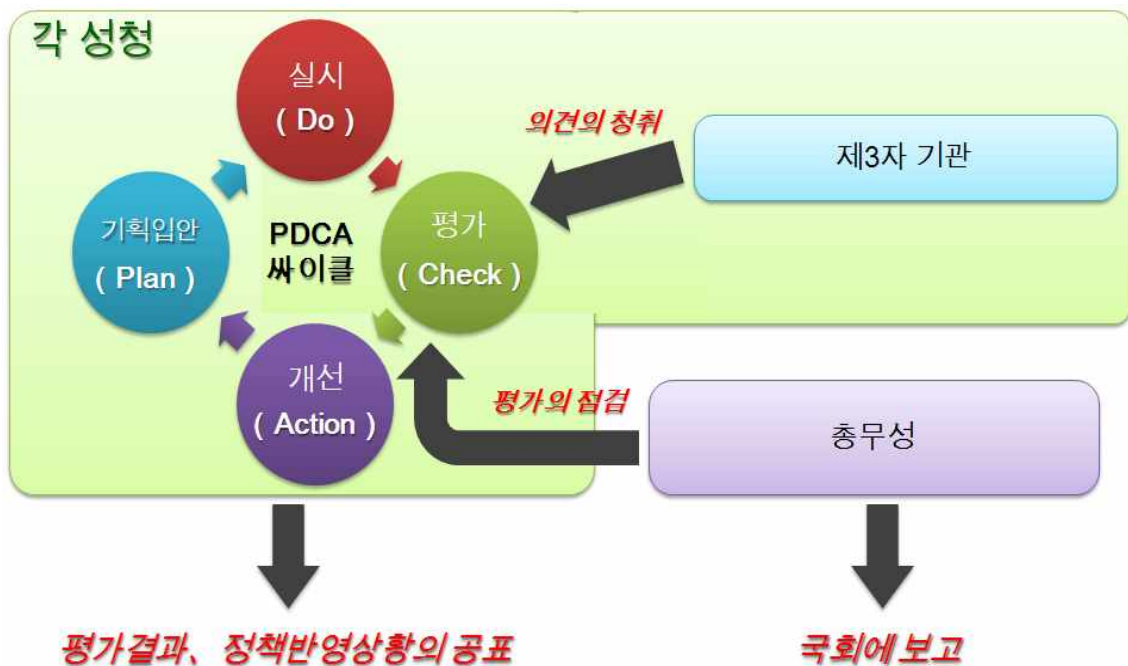 각 성청
실시
( Do )
의견의 청취
제3자 기관
기획입안
( Plan )
PDCA
싸이클
평가
( Check )
개선
( Action )
평가의 점검
총무성
평가결과、정책반영상황의 공표
국회에 보고